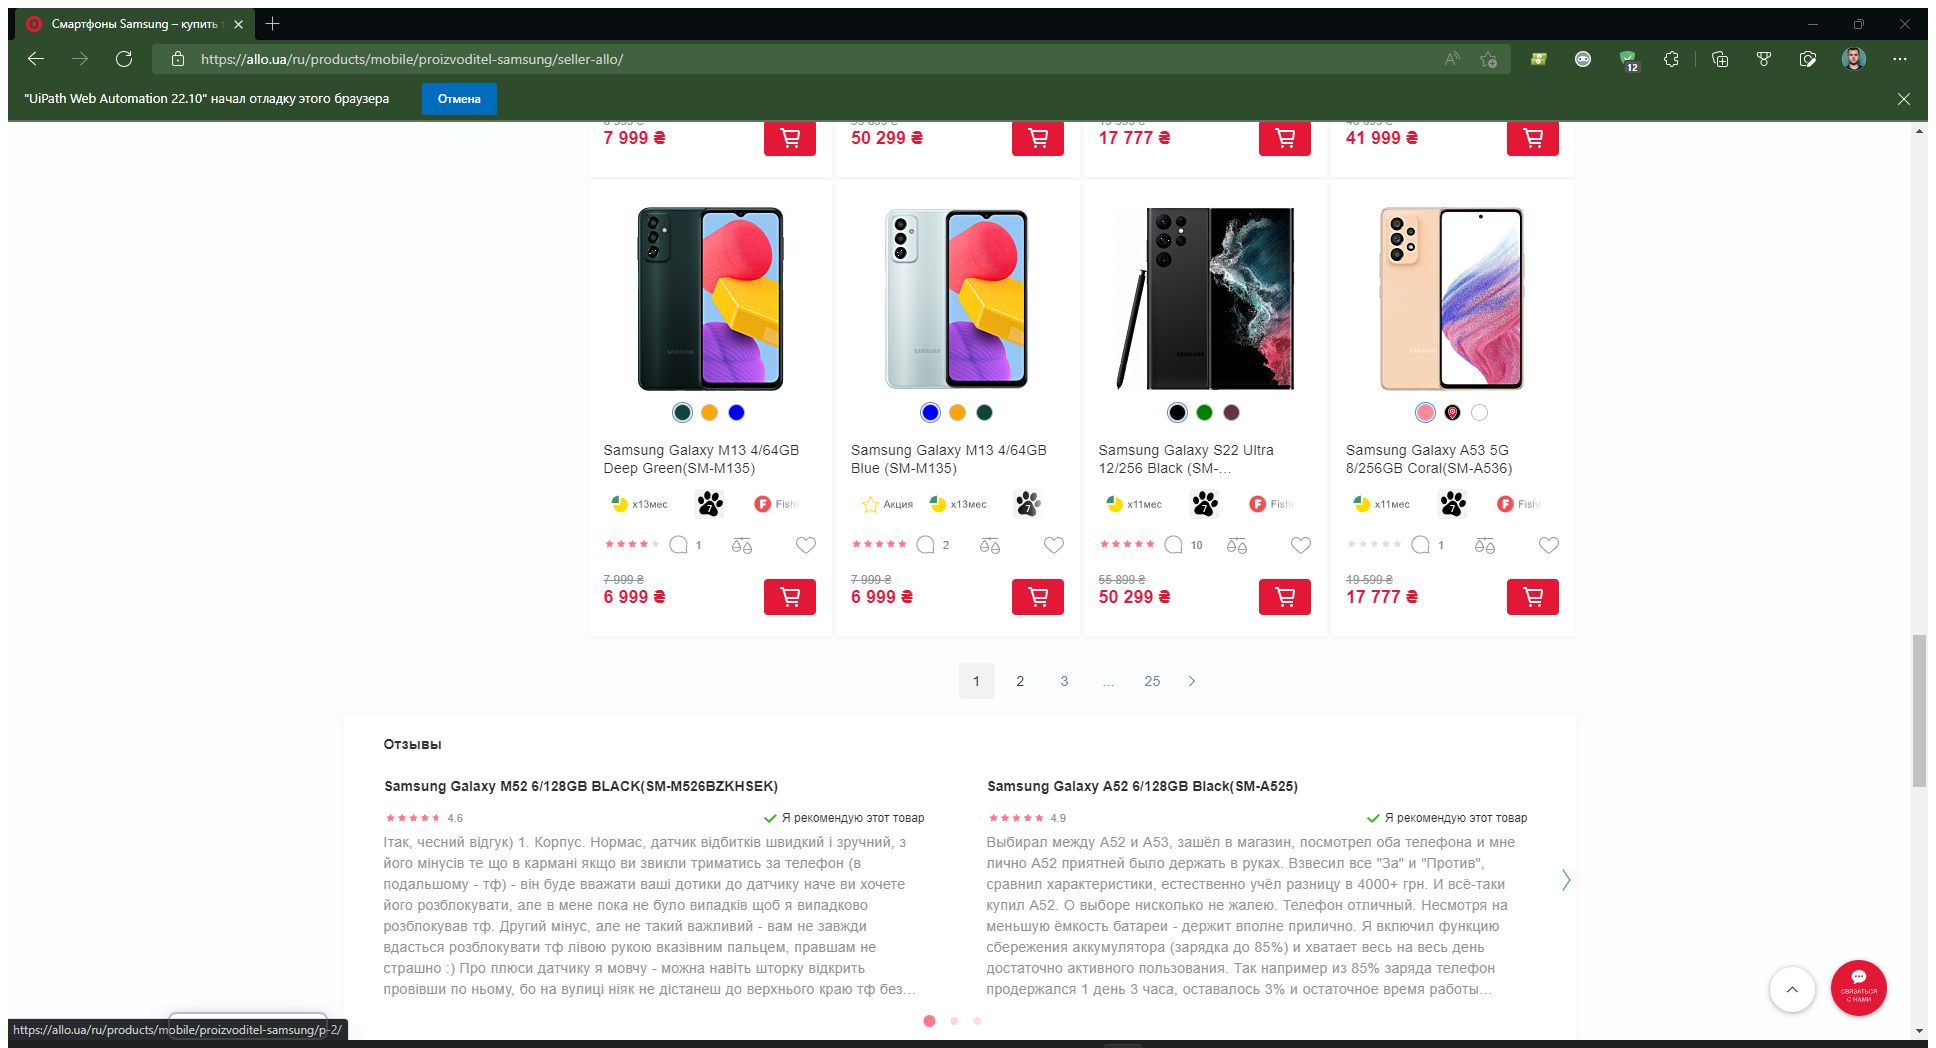 Смартфоны Samsung – купить
https://allo.ua/ru/products/mobile/proizvoditel-samsung/seller-allo/
12
"UiPath Web Automation 22.10" начал отладку этого браузера
Отмена
7 999 ₴
50 299 ₴
17 777 ₴
41 999 ₴
Samsung Galaxy M13 4/64GB
Deep Green(SM-M135)
x13мес
7
Fishk
1
7 999 ₴
6 999 ₴
Samsung Galaxy M13 4/64GB
Blue (SM-M135)
Акция
x13мес
7
2
7 999 ₴
6 999 ₴
Samsung Galaxy S22 Ultra
12/256 Black (SM-...
x11мес
7
Fishk
10
55 899 ₴
50 299 ₴
Samsung Galaxy A53 5G
8/256GB Coral(SM-A536)
x11мес
7
Fishk
1
19 599 ₴
17 777 ₴
1 2 3 ... 25
Отзывы
Samsung Galaxy M52 6/128GB BLACK(SM-M526BZKHSEK)
4.6
Я рекомендую этот товар
Ітак, чесний відгук) 1. Корпус. Нормас, датчик відбитків швидкий і зручний, з
його мінусів те що в кармані якщо ви звикли триматись за телефон (в
подальшому - тф) - він буде вважати ваші дотики до датчику наче ви хочете
його розблокувати, але в мене пока не було випадків щоб я випадково
розблокував тф. Другий мінус, але не такий важливий - вам не завжди
вдасться розблокувати тф лівою рукою вказівним пальцем, правшам не
страшно :) Про плюси датчику я мовчу - можна навіть шторку відкрить
провівши по ньому, бо на вулиці ніяк не дістанеш до верхнього краю тф без...
Samsung Galaxy A52 6/128GB Black(SM-A525)
4.9
Я рекомендую этот товар
Выбирал между А52 и А53, зашёл в магазин, посмотрел оба телефона и мне
лично А52 приятней было держать в руках. Взвесил все "За" и "Против",
сравнил характеристики, естественно учёл разницу в 4000+ грн. И всё-таки
купил А52. О выборе нисколько не жалею. Телефон отличный. Несмотря на
меньшую ёмкость батареи - держит вполне прилично. Я включил функцию
сбережения аккумулятора (зарядка до 85%) и хватает весь на весь день
достаточно активного пользования. Так например из 85% заряда телефон
продержался 1 день 3 часа, оставалось 3% и остаточное время работы...
СВЯЗАТЬСЯ
С НАМИ
https://allo.ua/ru/products/mobile/proizvoditel-samsung/p-2/